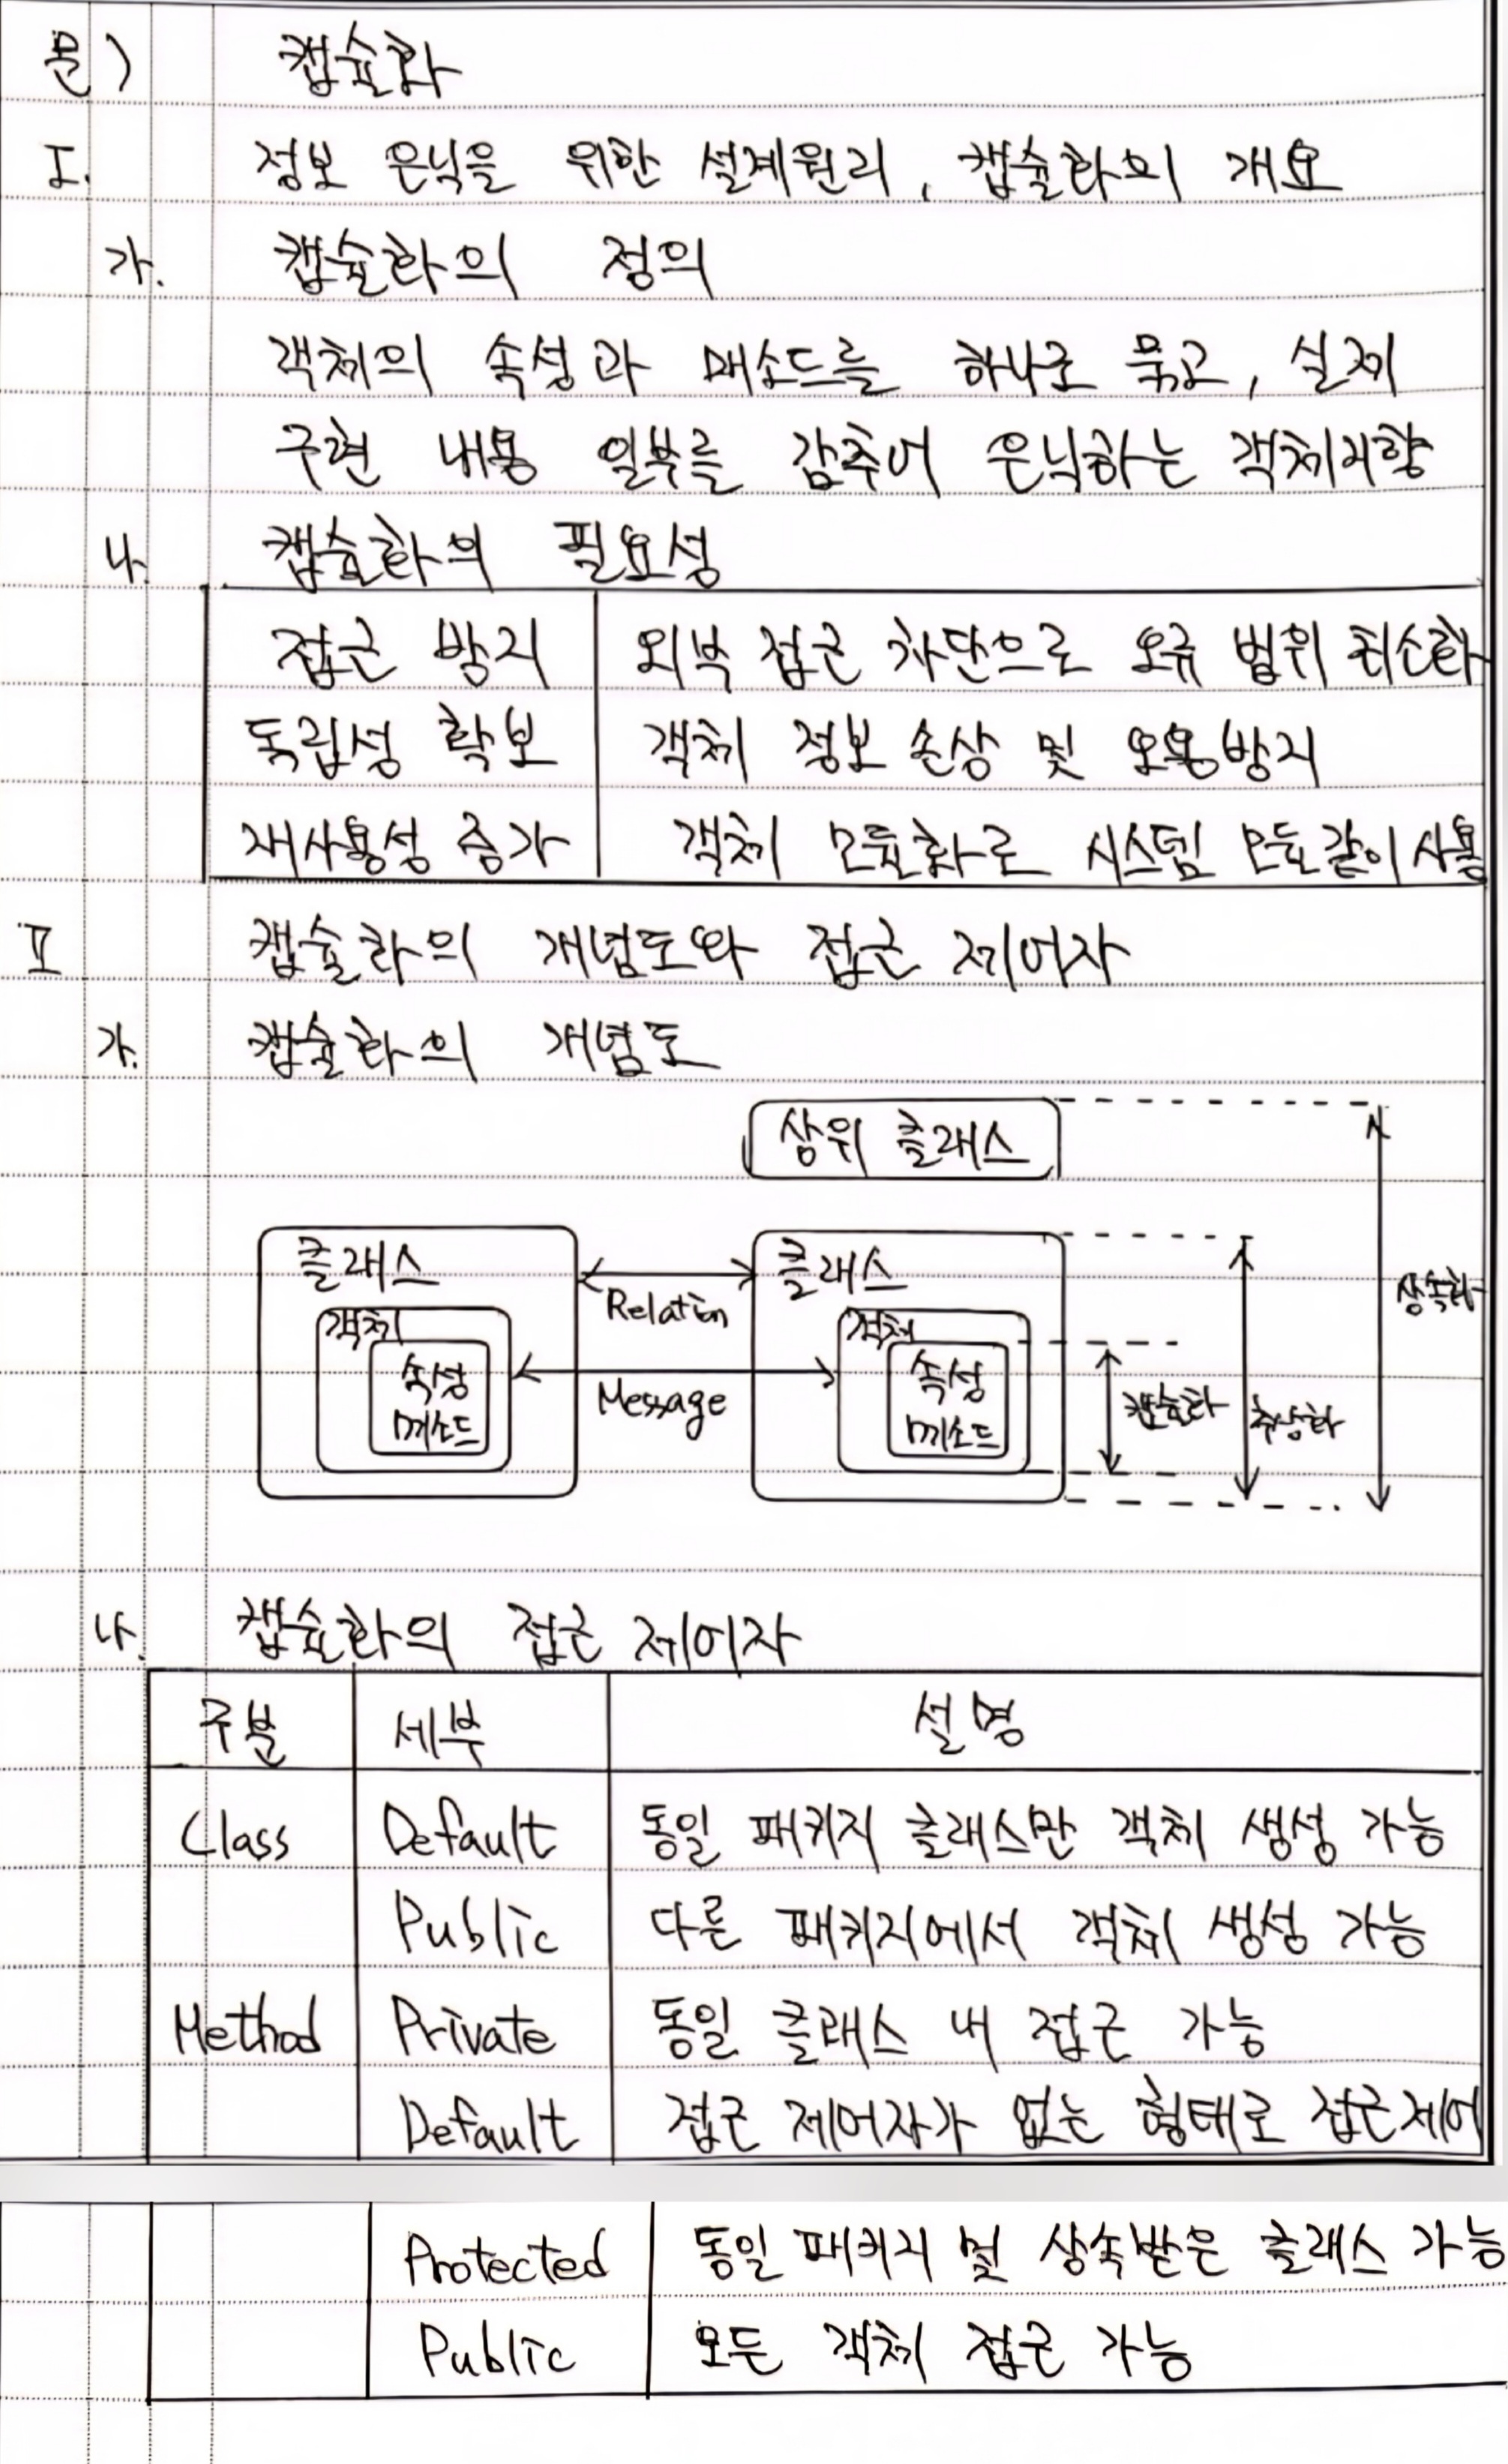 문) 캡슐화
I. 정보 은닉을 위한 설계원리, 캡슐화의 개요
가. 캡슐화의 정의
객체의 속성과 매소드를 하나로 묶고, 실제
구현 내용 일부를 감추어 은닉하는 객체지향
나. 캡슐화의 필요성
접근 방지 외부 접근 차단으로 오류 범위 최소화
독립성 확보 객체 정보 손상 및 오용방지
재사용성 증가 객체 모듈화로 시스템 모듈같이 사용
II 캡슐화의 개념도와 접근 제어자
가. 캡슐화의 개념도
상위 클래스
클래스 클래스
Relation
상속화
객체 객체
속성 속성
Message 캡슐화 추상화
메소드 메소드
나. 캡슐화의 접근 제어자
구분 세부 설명
Class Default 동일 패키지 클래스만 객체 생성 가능
Public 다른 패키지에서 객체 생성 가능
Method Private 동일 클래스 내 접근 가능
Default 접근 제어자가 없는 형태로 접근제어
Protected 동일 패키지 및 상속받은 클래스 가능
Public 모든 객체 접근 가능